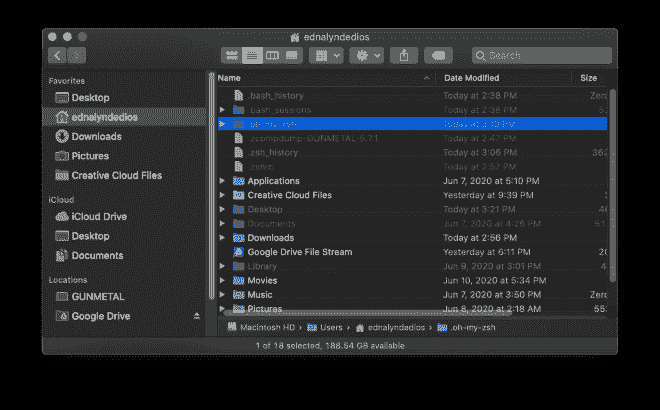 ednalyndedios
Search
Favorites
Desktop
ednalyndedios
Downloads
Pictures
Creative Cloud Files
iCloud
iCloud Drive
Desktop
Documents
Locations
GUNMETAL
Google Drive
Name Date Modified Size
.bash_history Today at 2:38 PM Zero
.bash_sessions Today at 2:38 PM
.oh-my-zsh Today at
.zcompdump-GUNMETAL-5.7.1 Today at 2:47 PM
.zsh_history Today at 3:06 PM 362
.zshrc Today at 2:57 PM
Applications Jun 7, 2020 at 5:10 PM
Creative Cloud Files Yesterday at 9:39 PM
Desktop Today at 3:21 PM
Documents Jun 7, 2020 at 4:26 PM
Downloads Today at 2:56 PM
Google Drive File Stream Yesterday at 6:11 PM 20
Library Jun 9, 2020 at 3:01 PM
Movies Jun 10, 2020 at 5:34 PM
Music Jun 7, 2020 at 3:50 PM Zero
Pictures Jun 8, 2020 at 2:18 AM 55
Macintosh HD › Users › ednalyndedios › .oh-my-zsh
1 of 18 selected, 188.54 GB available